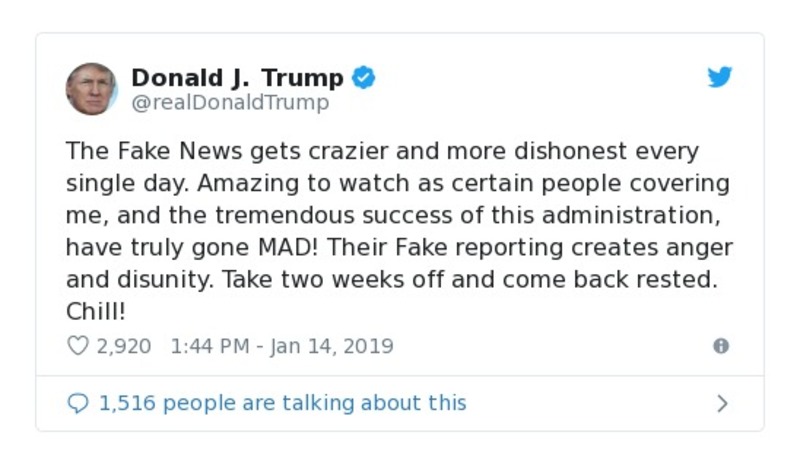 Donald J. Trump
@realDonaldTrump
The Fake News gets crazier and more dishonest every
single day. Amazing to watch as certain people covering
me, and the tremendous success of this administration,
have truly gone MAD! Their Fake reporting creates anger
and disunity. Take two weeks off and come back rested.
Chill!
2,920 1:44 PM - Jan 14, 2019
1,516 people are talking about this